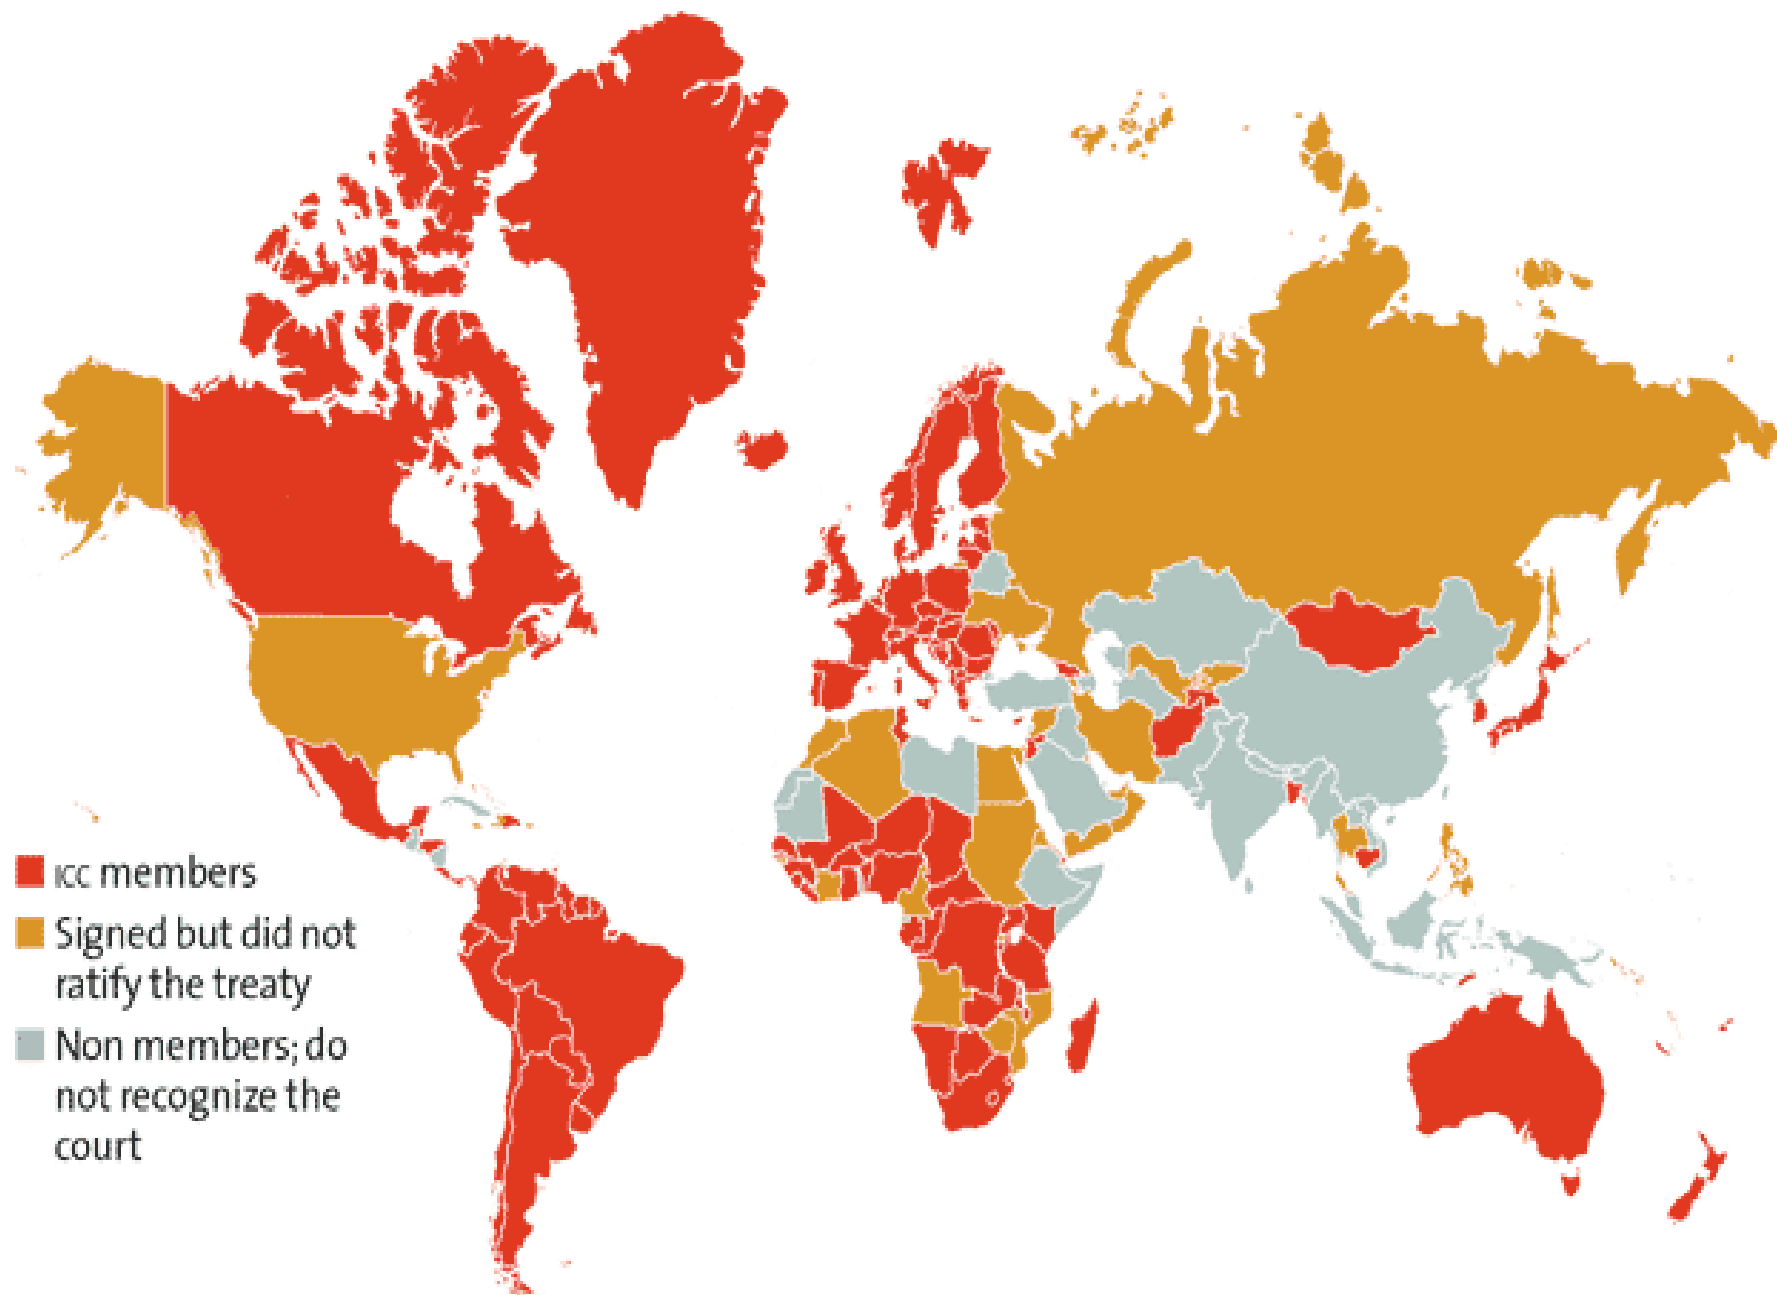 ICC members
Signed but did not
ratify the treaty
Non members; do
not recognize the
court